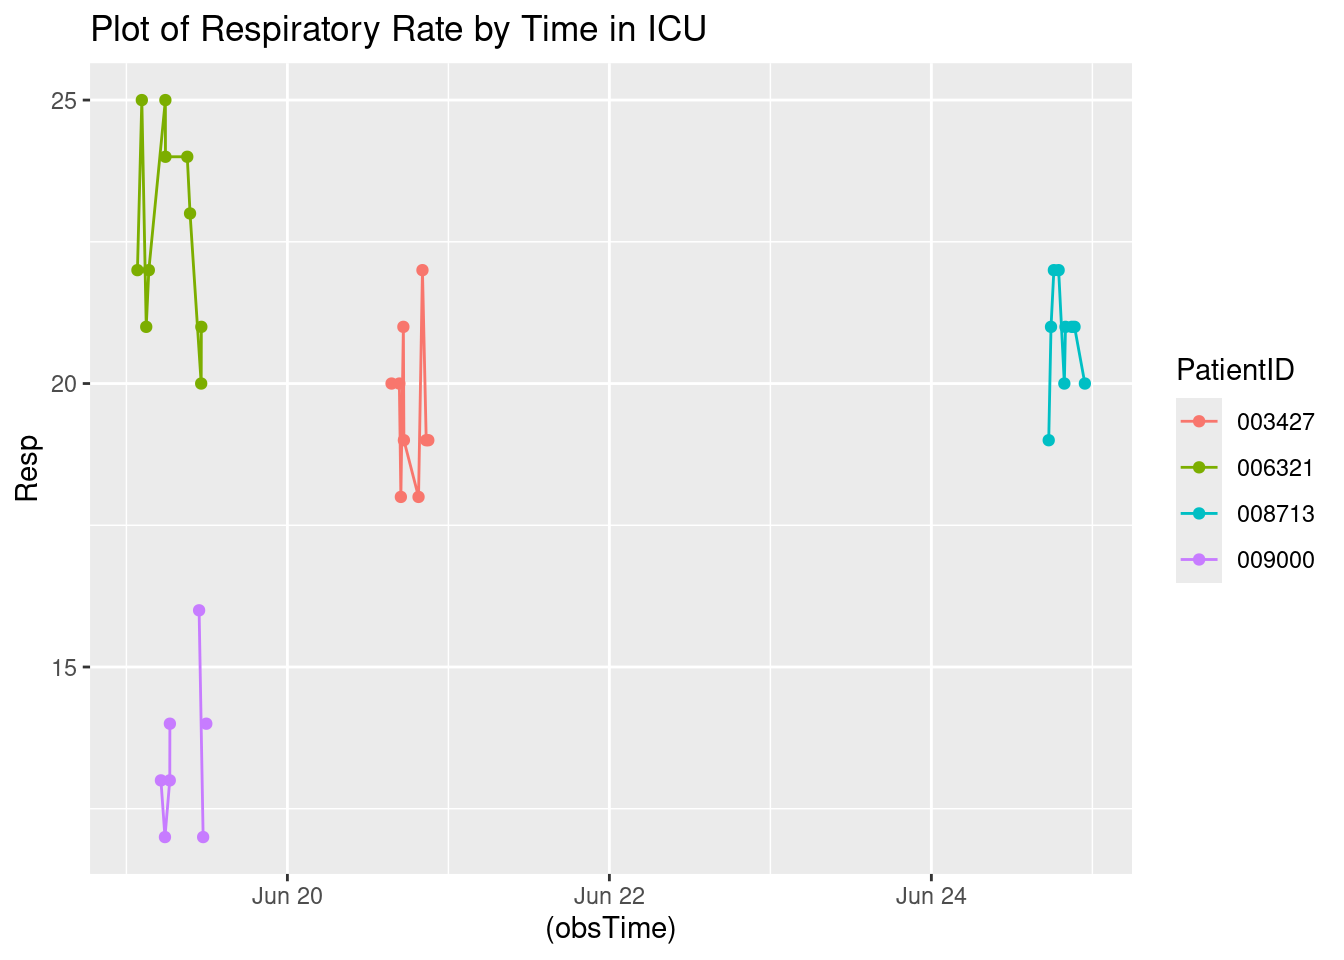 Plot of Respiratory Rate by Time in ICU
25
20
15
Resp
Jun 20
Jun 22
Jun 24
(obsTime)
PatientID
003427
006321
008713
009000